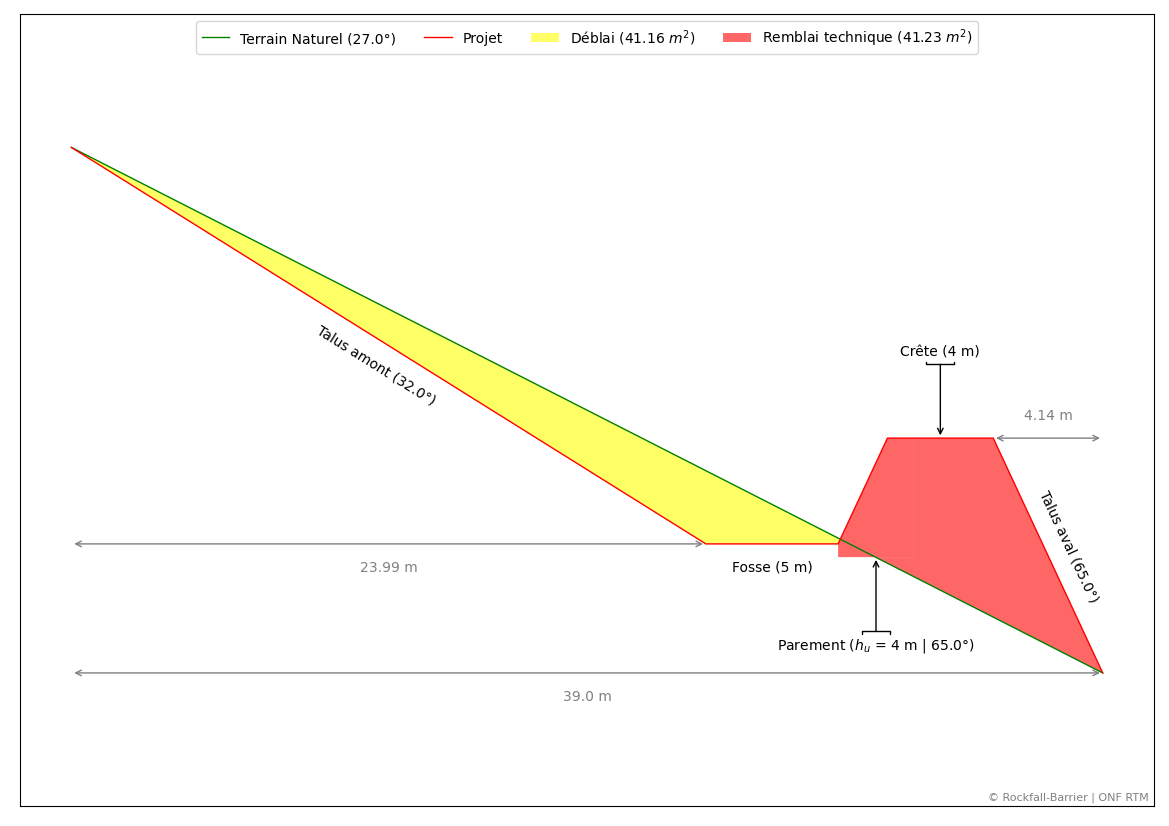 Terrain Naturel (27.0°) Projet Déblai (41.16 m²) Remblai technique (41.23 m²)
Crête (4 m)
Talus amont (32.0°)
4.14 m
Talus aval (65.0°)
23.99 m
Fosse (5 m)
Parement (hᵤ = 4 m | 65.0°)
39.0 m
© Rockfall-Barrier | ONF RTM